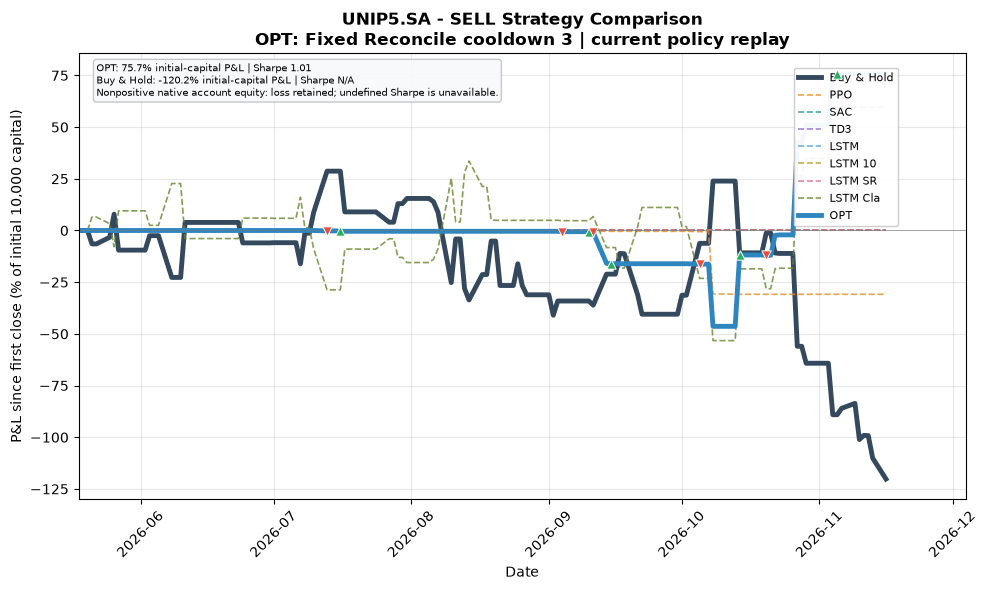 UNIP5.SA - SELL Strategy Comparison
OPT: Fixed Reconcile cooldown 3 | current policy replay
OPT: 75.7% initial-capital P&L | Sharpe 1.01
Buy & Hold: -120.2% initial-capital P&L | Sharpe N/A
Nonpositive native account equity: loss retained; undefined Sharpe is unavailable.
Buy & Hold
PPO
SAC
TD3
LSTM
LSTM 10
LSTM SR
LSTM Cla
OPT
P&L since first close (% of initial 10,000 capital)
75
50
25
0
−25
−50
−75
−100
−125
2026-06
2026-07
2026-08
2026-09
2026-10
2026-11
2026-12
Date